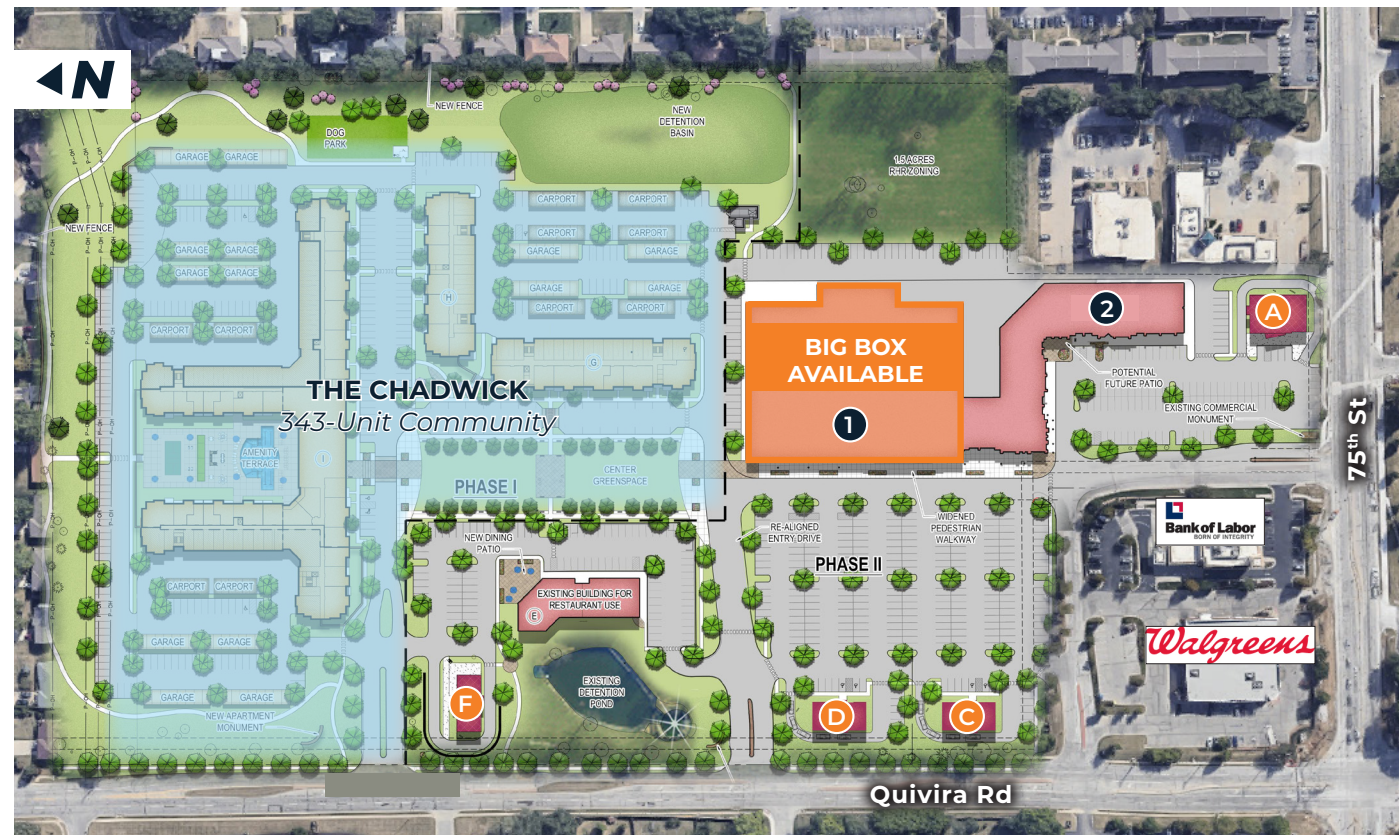 N
NEW FENCE
DOG
PARK
NEW
DETENTION
BASIN
1.5 ACRES
GARAGE GARAGE
NEW FENCE
CARPORT CARPORT
CARPORT CARPORT
GARAGE GARAGE
GARAGE GARAGE
GARAGE GARAGE
CARPORT CARPORT
GARAGE GARAGE
CARPORT CARPORT
H
G
I
THE CHADWICK
343-Unit Community
AMENITY
TERRACE
PHASE I
CENTER
GREENSPACE
BIG BOX
AVAILABLE
1
2
A
POTENTIAL
FUTURE PATIO
EXISTING COMMERCIAL
MONUMENT
75th St
NEW DINING
PATIO
RE-ALIGNED
ENTRY DRIVE
WIDENED
PEDESTRIAN
WALKWAY
PHASE II
Bank of Labor
BORN OF INTEGRITY
Walgreens
CARPORT CARPORT
GARAGE GARAGE
GARAGE GARAGE
NEW APARTMENT
MONUMENT
EXISTING BUILDING FOR
RESTAURANT USE
E
EXISTING
DETENTION
POND
F
D
C
Quivira Rd